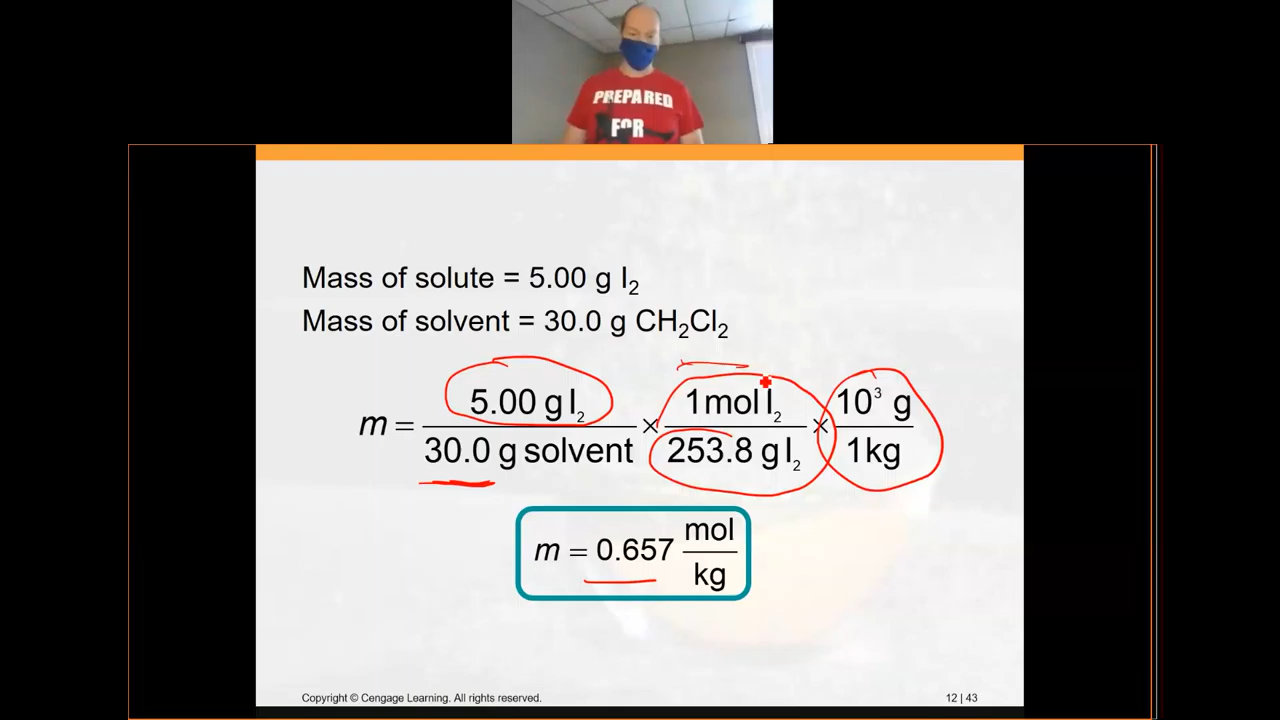 PREPARED
FOR
Mass of solute = 5.00 g I₂
Mass of solvent = 30.0 g CH₂Cl₂
m = 5.00 g I₂ / 30.0 g solvent × 1 mol I₂ / 253.8 g I₂ × 10³ g / 1 kg
m = 0.657 mol / kg
Copyright © Cengage Learning. All rights reserved.
12 | 43